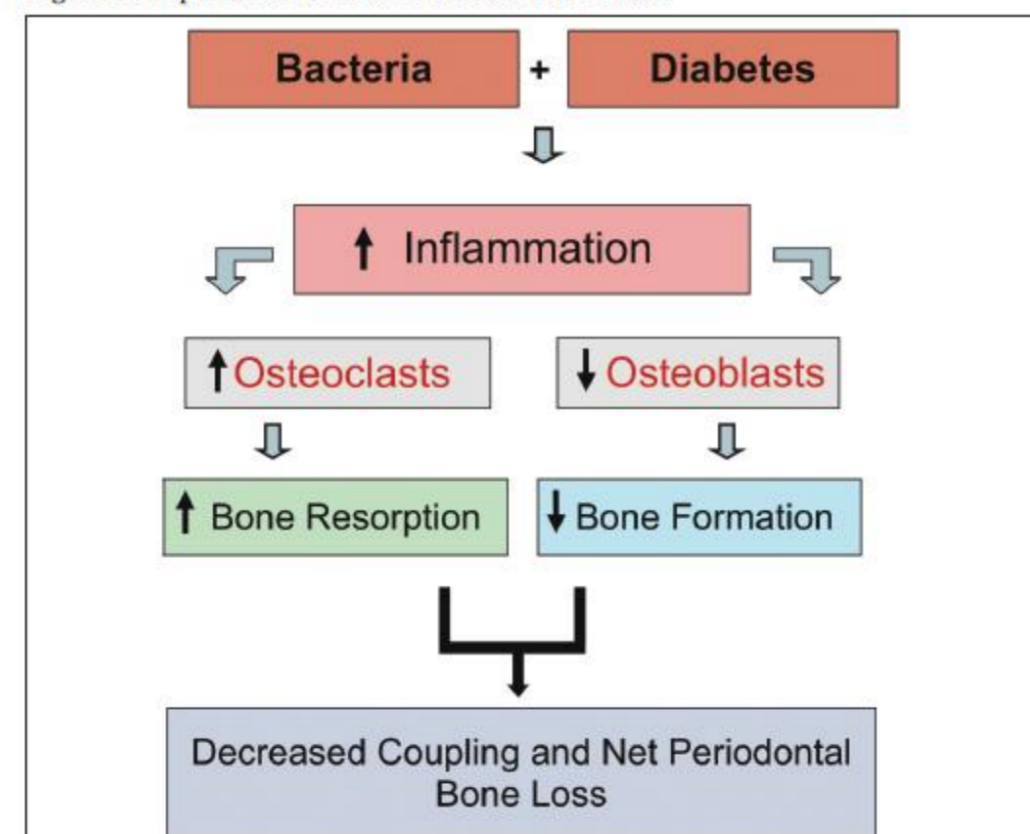 Bacteria + Diabetes
↑ Inflammation
↑ Osteoclasts ↓ Osteoblasts
↑ Bone Resorption ↓ Bone Formation
Decreased Coupling and Net Periodontal
Bone Loss